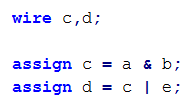 wire c,d;
assign c = a & b;
assign d = c | e;